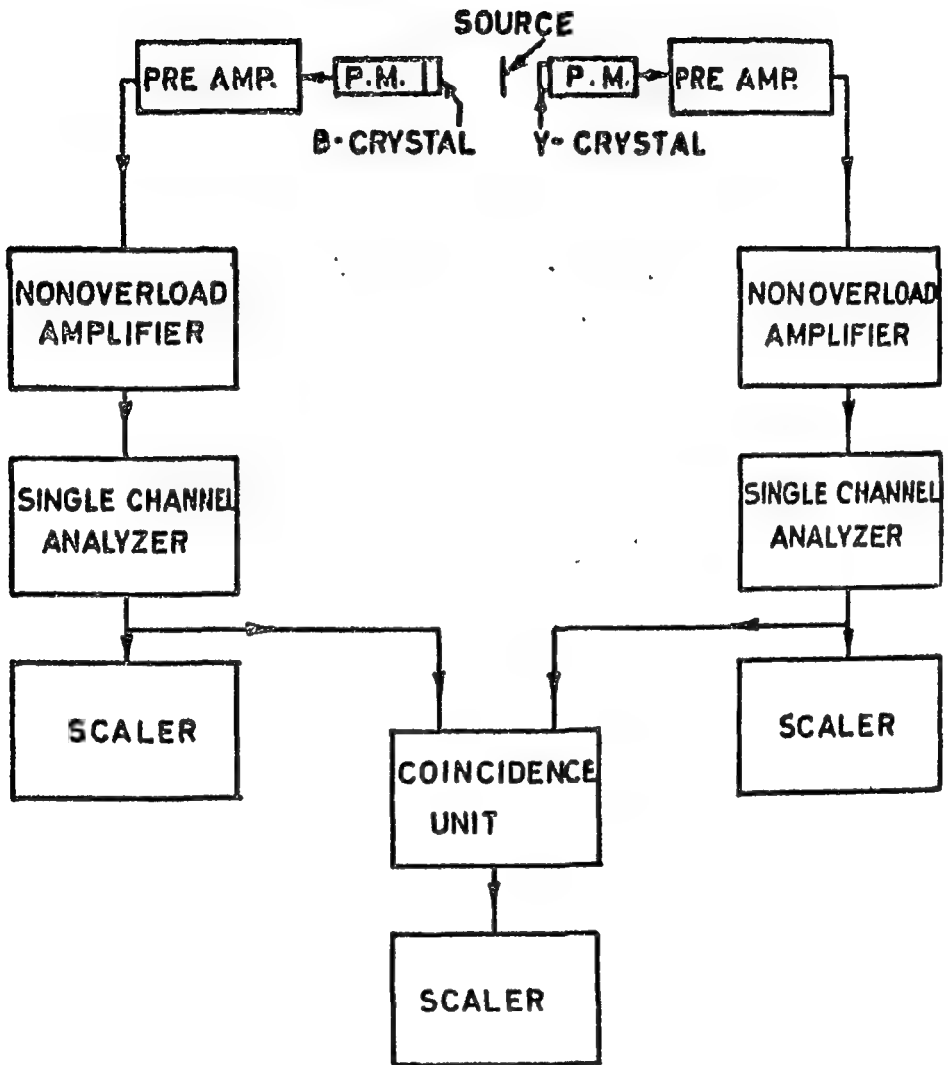 SOURCE
PRE AMP.
P.M.
P.M.
PRE AMP.
B-CRYSTAL
Y-CRYSTAL
NONOVERLOAD
AMPLIFIER
NONOVERLOAD
AMPLIFIER
SINGLE CHANNEL
ANALYZER
SINGLE CHANNEL
ANALYZER
SCALER
SCALER
COINCIDENCE
UNIT
SCALER